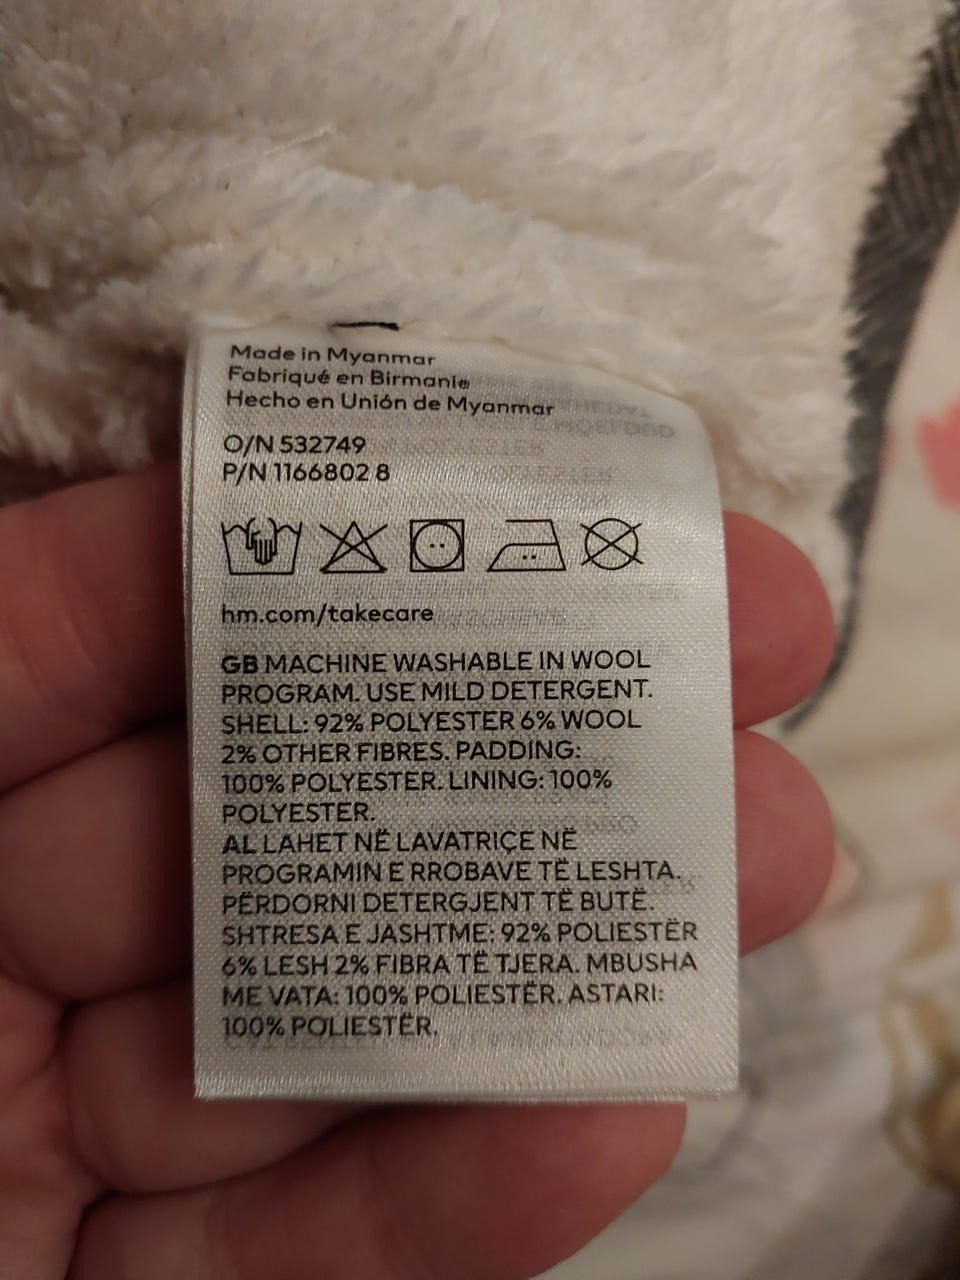 Made in Myanmar
Fabriqué en Birmanie
Hecho en Unión de Myanmar
O/N 532749
P/N 1166802 8
hm.com/takecare
GB MACHINE WASHABLE IN WOOL
PROGRAM. USE MILD DETERGENT.
SHELL: 92% POLYESTER 6% WOOL
2% OTHER FIBRES. PADDING:
100% POLYESTER. LINING: 100%
POLYESTER.
AL LAHET NË LAVATRIÇE NË
PROGRAMIN E RROBAVE TË LESHTA.
PËRDORNI DETERGJENT TË BUTË.
SHTRESA E JASHTME: 92% POLIESTËR
6% LESH 2% FIBRA TË TJERA. MBUSHA
ME VATA: 100% POLIESTËR. ASTARI:
100% POLIESTËR.